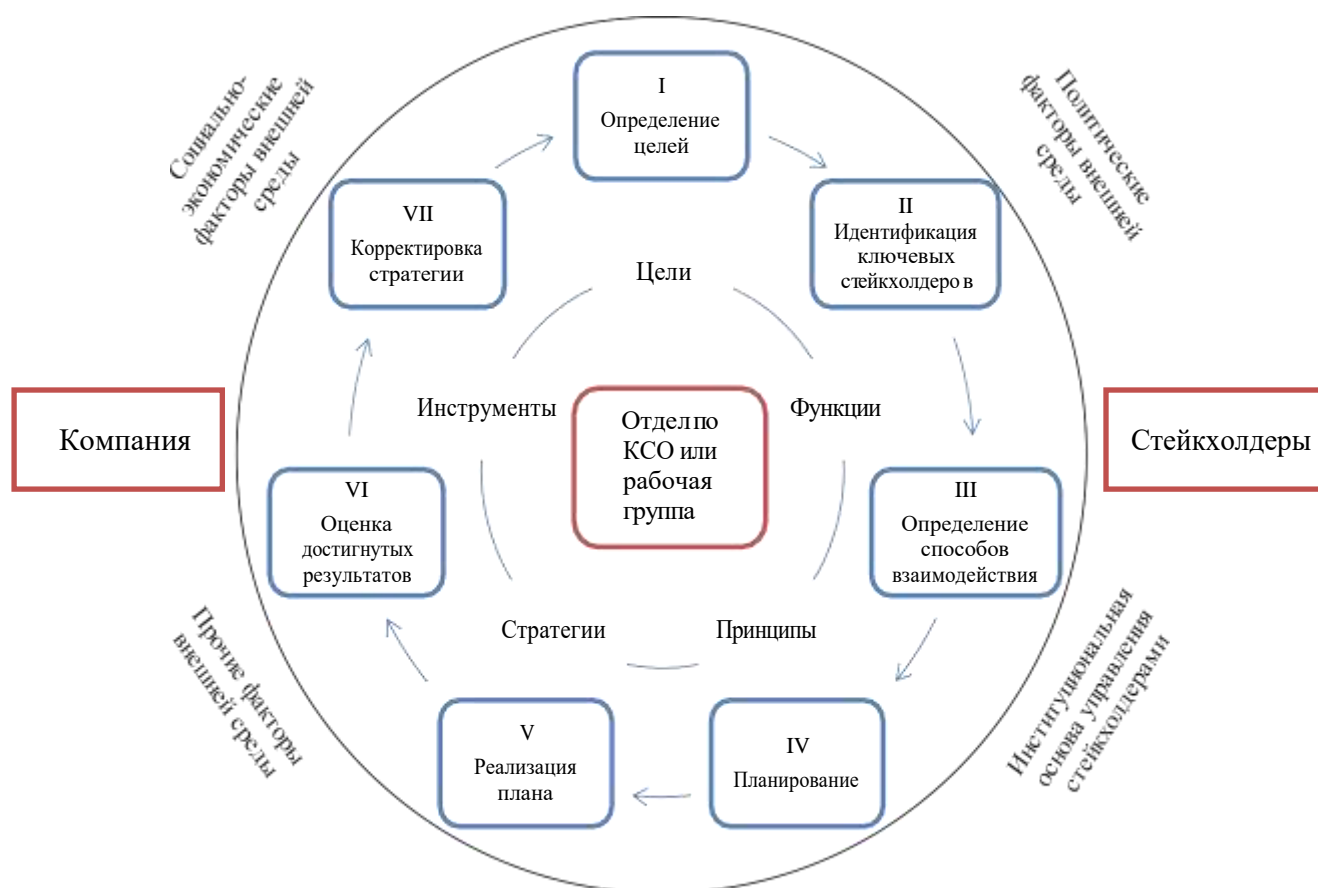 Социально-
экономические
факторы внешней
среды
Политические
факторы внешней
среды
I
Определение
целей
VII
Корректировка
стратегии
II
Идентификация
ключевых
стейкхолдеро в
Цели
Инструменты
Функции
Отдел по
КСО или
рабочая
группа
Компания
Стейкхолдеры
VI
Оценка
достигнутых
результатов
III
Определение
способов
взаимодействия
Стратегии
Принципы
Прочие факторы
внешней среды
Институциональная
основа управления
стейкхолдерами
V
Реализация
плана
IV
Планирование